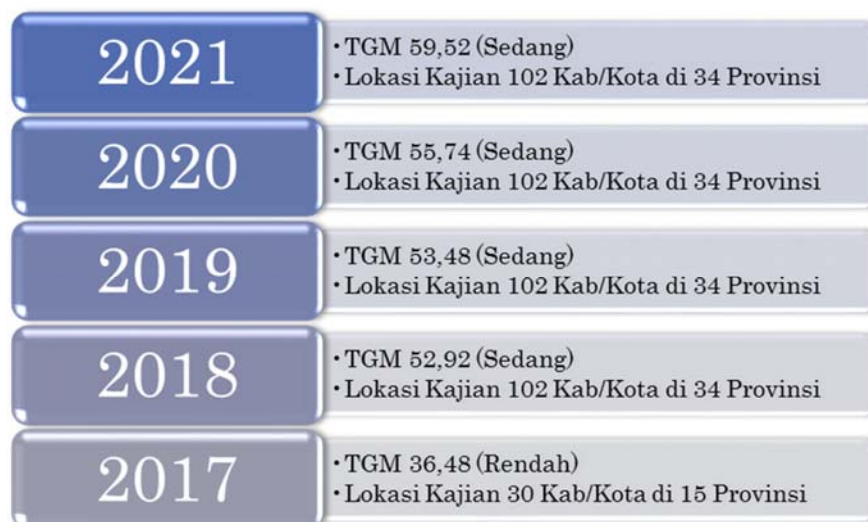 2021
• TGM 59,52 (Sedang)
• Lokasi Kajian 102 Kab/Kota di 34 Provinsi
2020
• TGM 55,74 (Sedang)
• Lokasi Kajian 102 Kab/Kota di 34 Provinsi
2019
• TGM 53,48 (Sedang)
• Lokasi Kajian 102 Kab/Kota di 34 Provinsi
2018
• TGM 52,92 (Sedang)
• Lokasi Kajian 102 Kab/Kota di 34 Provinsi
2017
• TGM 36,48 (Rendah)
• Lokasi Kajian 30 Kab/Kota di 15 Provinsi